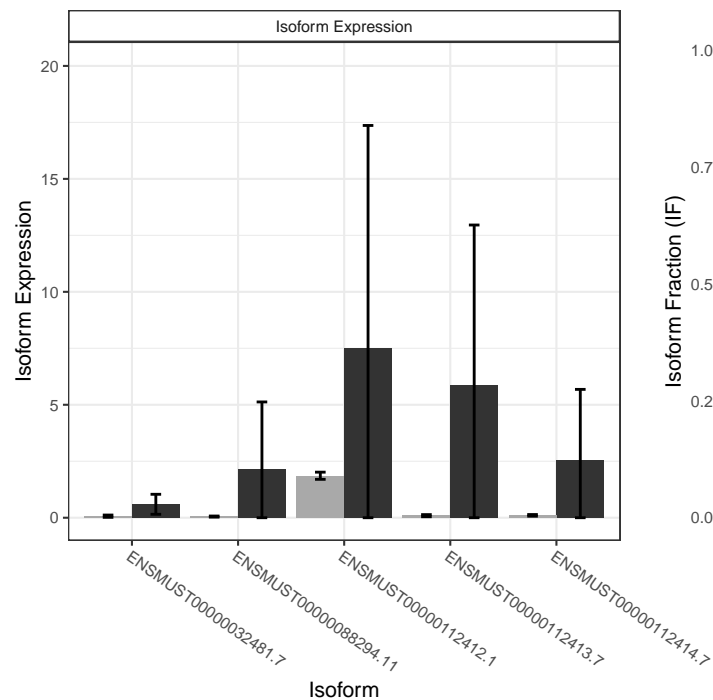 Isoform Expression
20
15
10
5
0
Isoform Expression
ENSMUST00000032481.7
ENSMUST00000088294.11
ENSMUST00000112412.1
ENSMUST00000112413.7
ENSMUST00000112414.7
Isoform
1.0
0.7
0.5
0.2
0.0
Isoform Fraction (IF)